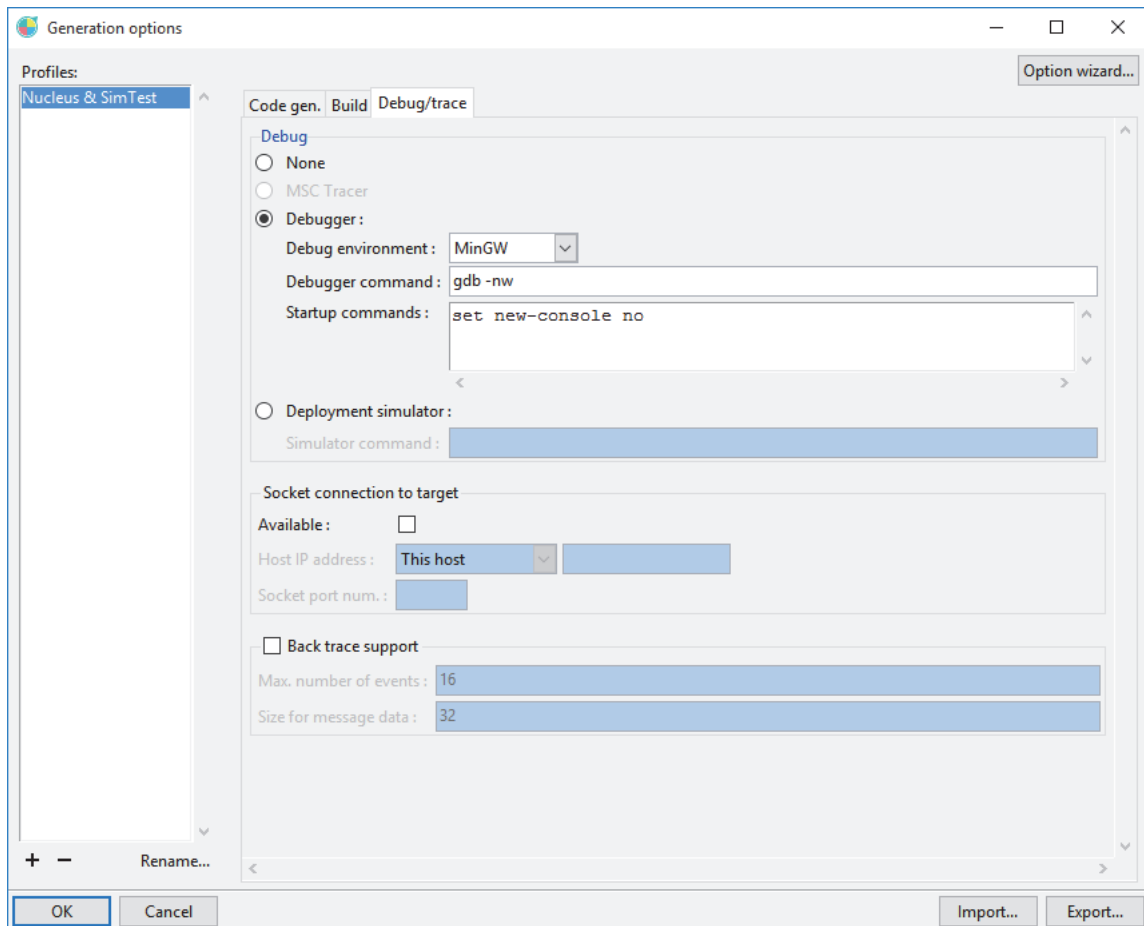 Generation options
Profiles:
Option wizard...
Nucleus & SimTest
Code gen. Build Debug/trace
Debug
None
MSC Tracer
Debugger :
Debug environment : MinGW
Debugger command : gdb -nw
Startup commands : set new-console no
Deployment simulator :
Simulator command :
Socket connection to target
Available :
Host IP address : This host
Socket port num. :
Back trace support
Max. number of events : 16
Size for message data : 32
+ − Rename...
OK Cancel Import... Export...